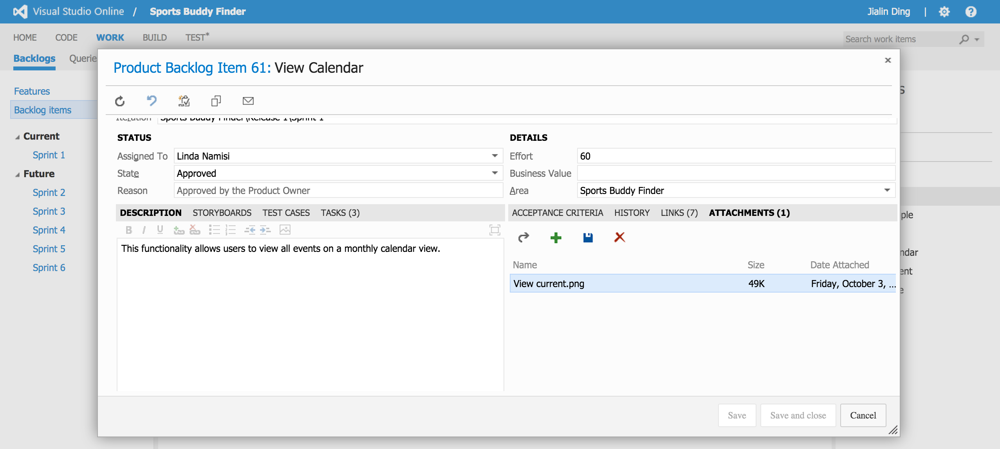 Visual Studio Online / Sports Buddy Finder Jialin Ding |
HOME CODE WORK BUILD TEST* Search work items
Backlogs Querie
Product Backlog Item 61: View Calendar
Features
Backlog items
Current
Sprint 1
Future
Sprint 2
Sprint 3
Sprint 4
Sprint 5
Sprint 6
Iteration Sports Buddy Finder\Release 1\Sprint 1
STATUS
Assigned To Linda Namisi
State Approved
Reason Approved by the Product Owner
DETAILS
Effort 60
Business Value
Area Sports Buddy Finder
DESCRIPTION STORYBOARDS TEST CASES TASKS (3)
B I U
This functionality allows users to view all events on a monthly calendar view.
ACCEPTANCE CRITERIA HISTORY LINKS (7) ATTACHMENTS (1)
Name Size Date Attached
View current.png 49K Friday, October 3, ...
s
ple
ndar
ent
e
Save Save and close Cancel